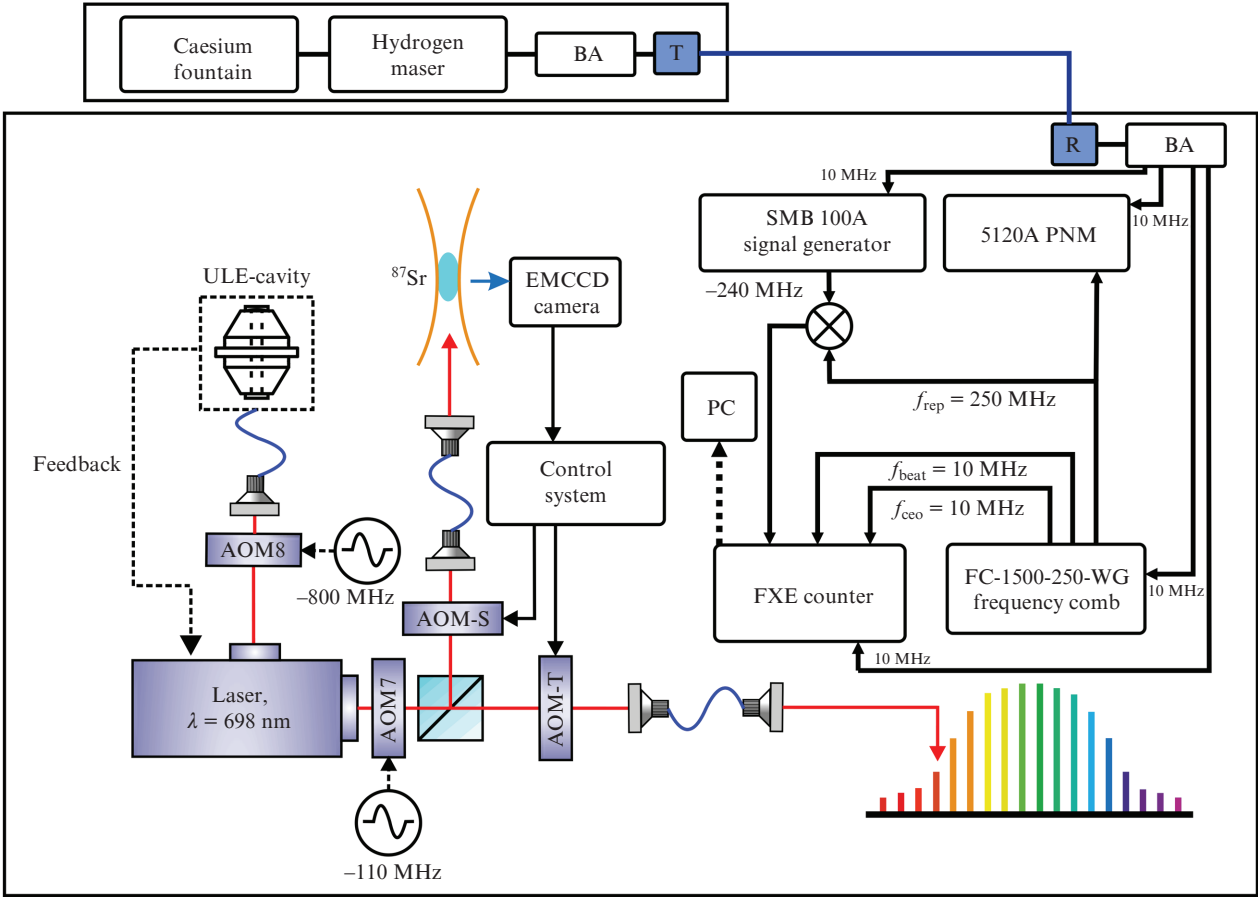 Caesium
fountain
Hydrogen
maser
BA
T
R
BA
10 MHz
10 MHz
SMB 100A
signal generator
5120A PNM
–240 MHz
ULE-cavity
⁸⁷Sr
EMCCD
camera
f_rep = 250 MHz
PC
Feedback
Control
system
f_beat = 10 MHz
f_ceo = 10 MHz
AOM8
–800 MHz
FXE counter
FC-1500-250-WG
frequency comb
10 MHz
AOM-S
10 MHz
Laser,
λ = 698 nm
AOM7
AOM-T
–110 MHz